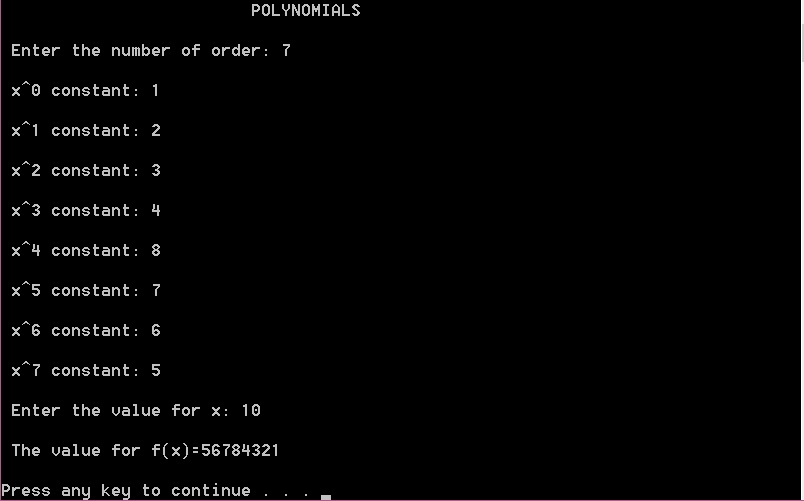 POLYNOMIALS
Enter the number of order: 7
x^0 constant: 1
x^1 constant: 2
x^2 constant: 3
x^3 constant: 4
x^4 constant: 8
x^5 constant: 7
x^6 constant: 6
x^7 constant: 5
Enter the value for x: 10
The value for f(x)=56784321
Press any key to continue . . .